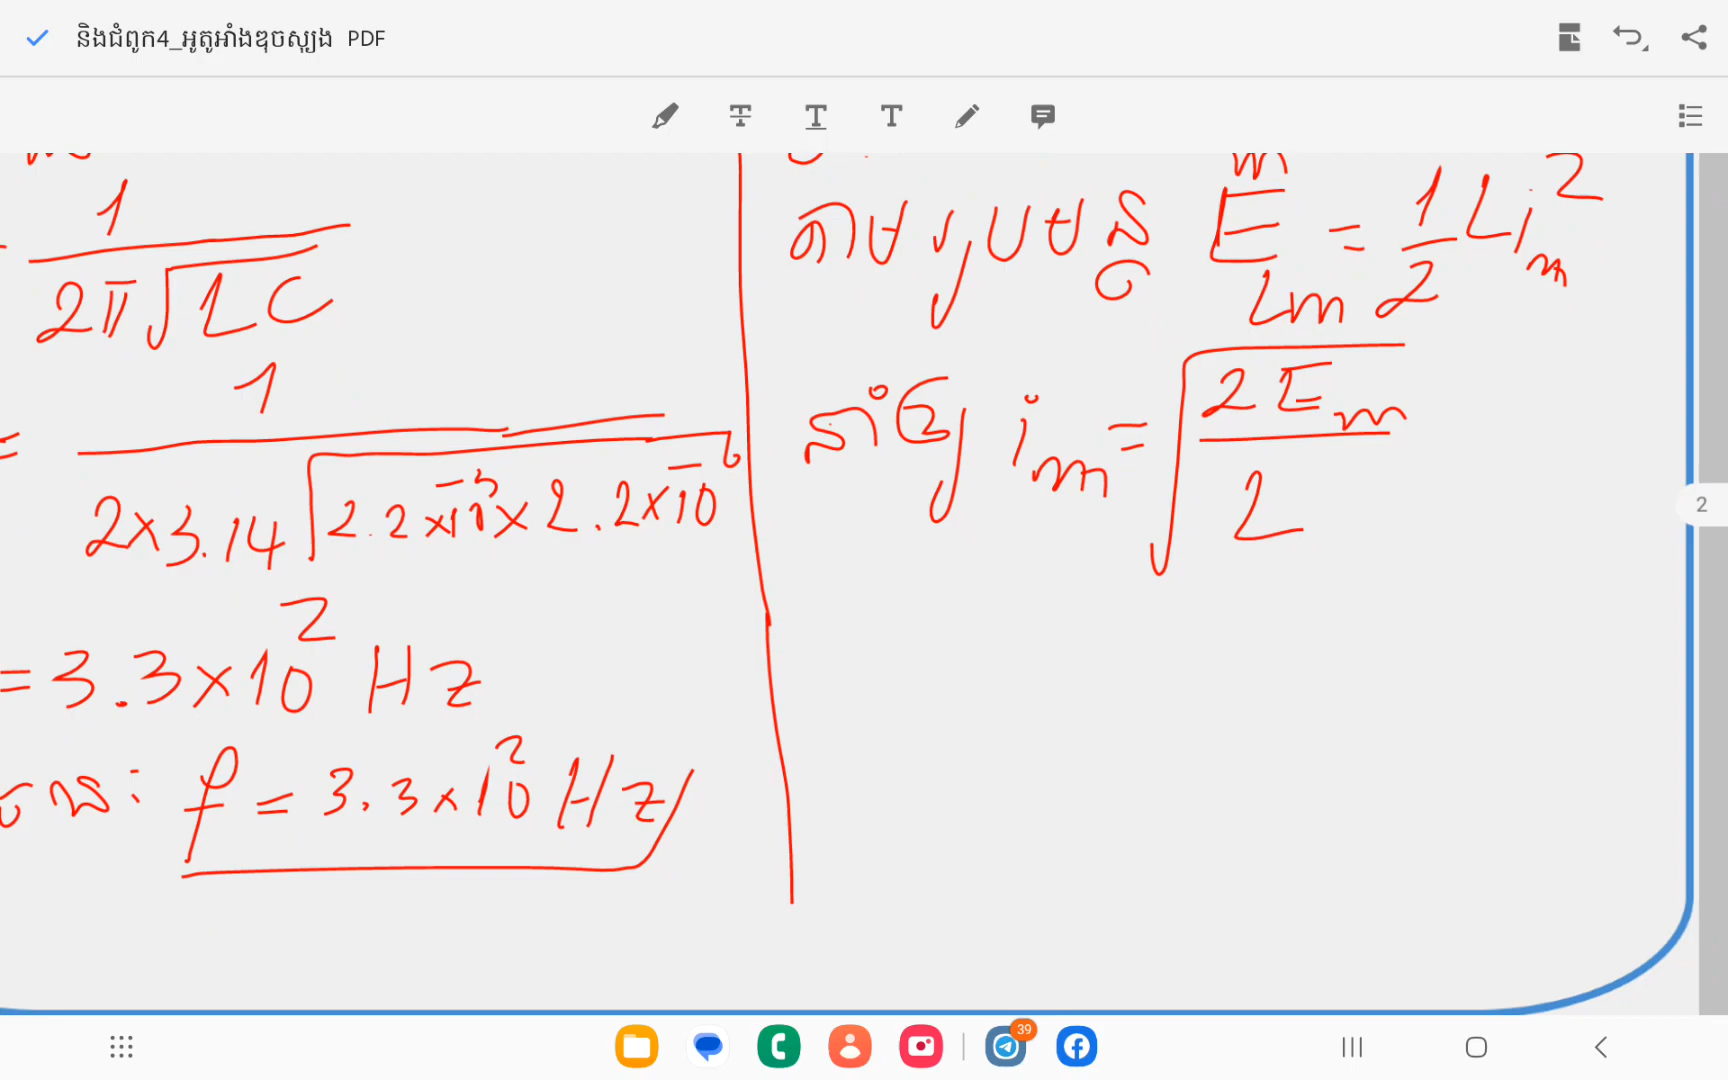 និងជំពូក4_អូតូអាំងឌុចស្យុង PDF
1
2π√LC
1
= 2×3.14 √2.2×10 × 2.2×10
= 3.3×10² Hz
f = 3.3×10² Hz
តាមរូបមន្ត E = 1/2 Li²
Lm
m
នាំឱ្យ iₘ = √2Eₘ
L
2
39